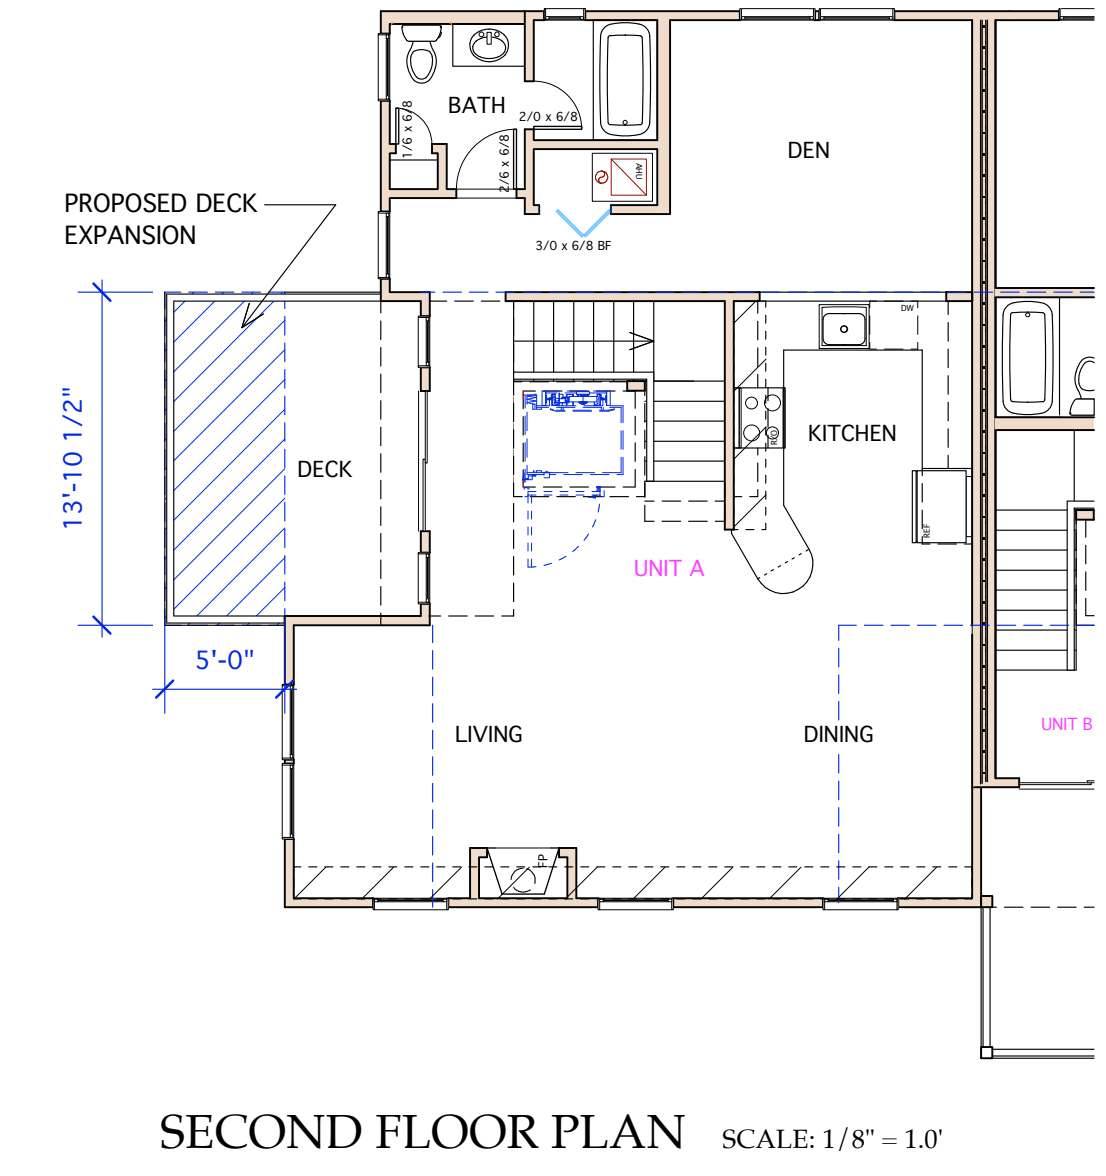 BATH
1/6 x 6/8
2/0 x 6/8
2/6 x 6/8
AHU
DEN
3/0 x 6/8 BF
PROPOSED DECK
EXPANSION
DW
13'-10 1/2"
DECK
KITCHEN
REF
UNIT A
5'-0"
LIVING
DINING
UNIT B
FP
SECOND FLOOR PLAN
SCALE: 1/8" = 1.0'